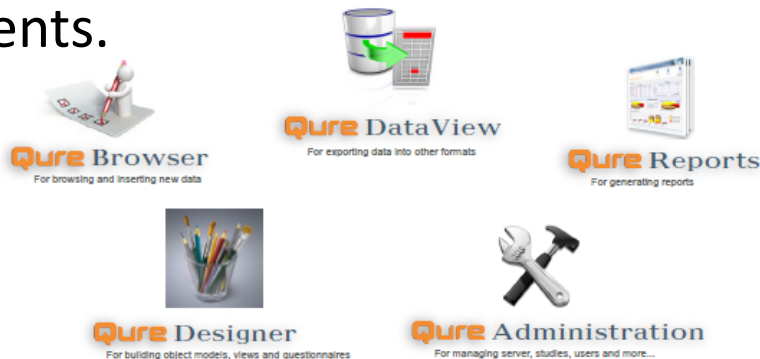 ents.
Qure DataView
For exporting data into other formats
Qure Browser
For browsing and inserting new data
Qure Reports
For generating reports
Qure Designer
For building object models, views and questionnaires
Qure Administration
For managing server, studies, users and more...